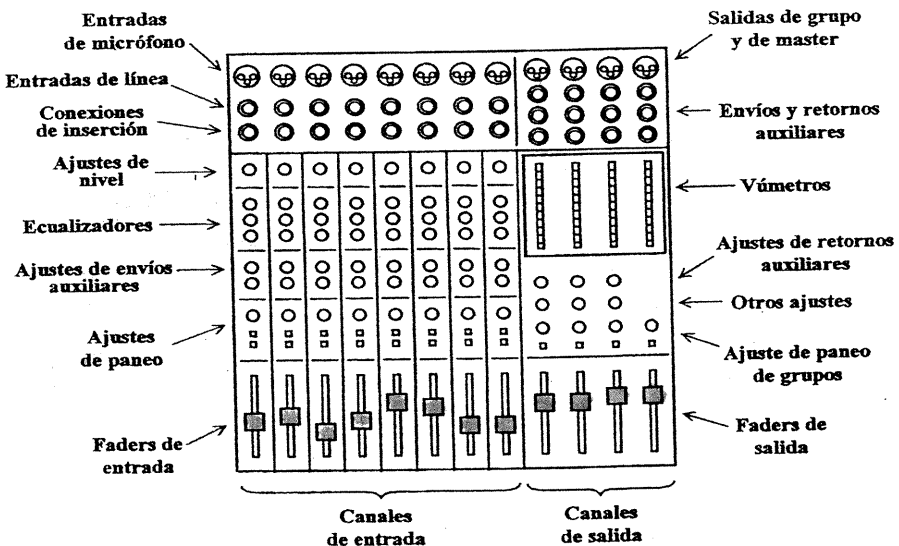 Entradas
de micrófono
Entradas de línea
Conexiones
de inserción
Ajustes de
nivel
Ecualizadores
Ajustes de envíos
auxiliares
Ajustes
de paneo
Faders de
entrada
Salidas de grupo
y de master
Envíos y retornos
auxiliares
Vúmetros
Ajustes de retornos
auxiliares
Otros ajustes
Ajuste de paneo
de grupos
Faders de
salida
Canales
de entrada
Canales
de salida